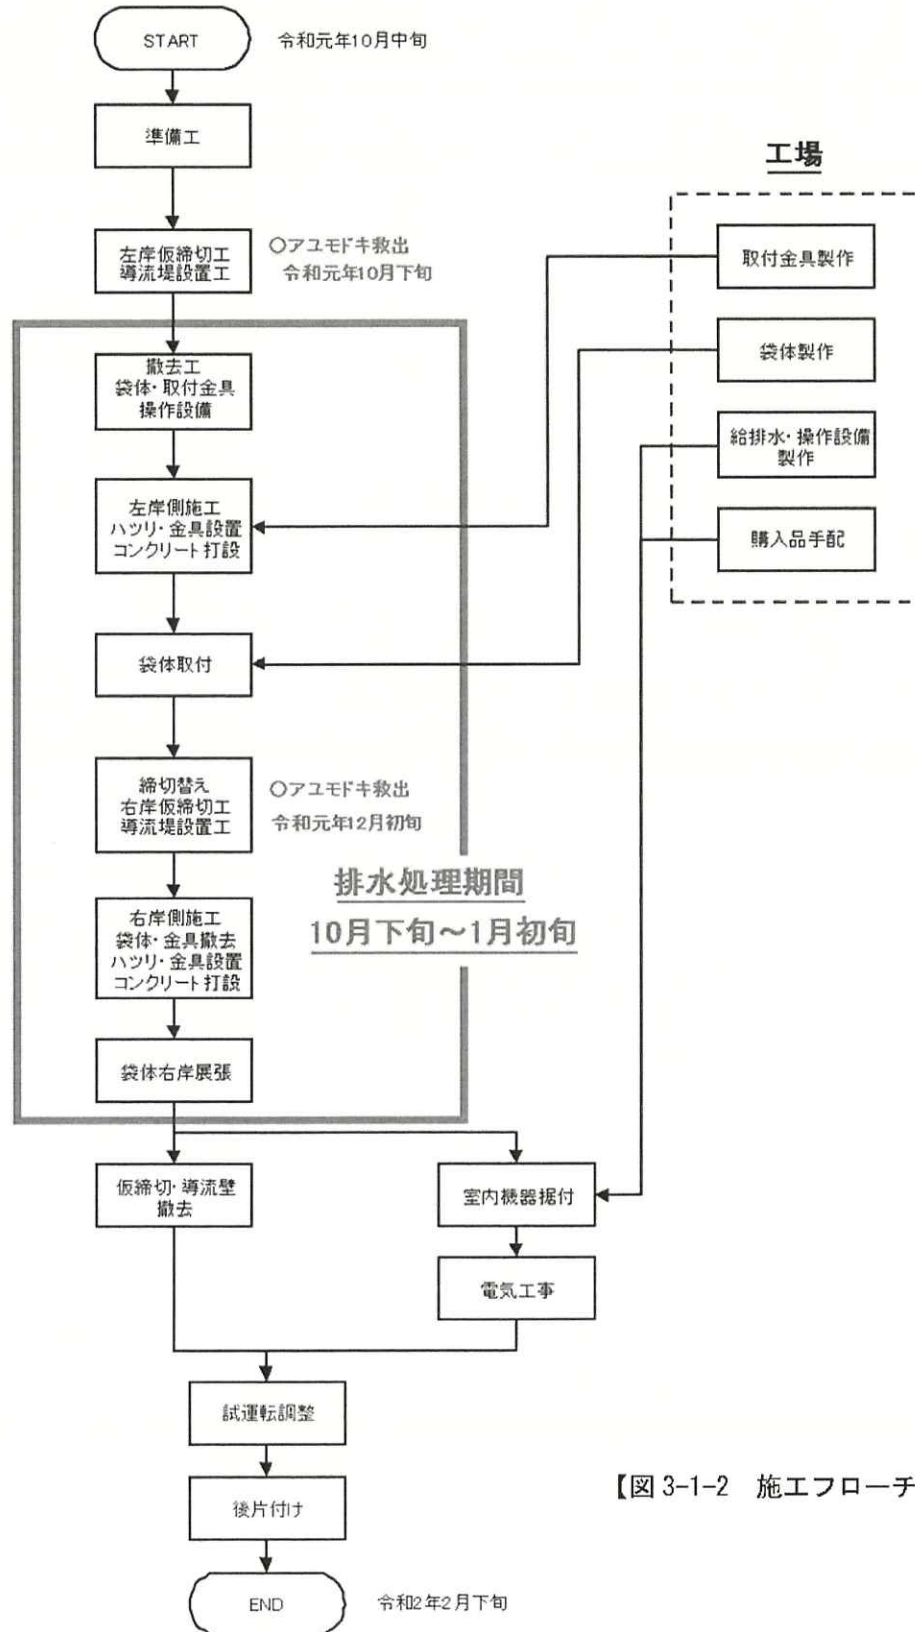 START
令和元年10月中旬
準備工
左岸仮締切工
導流堤設置工
〇アユモドキ救出
令和元年10月下旬
撤去工
袋体・取付金具
操作設備
左岸側施工
ハツリ・金具設置
コンクリート打設
袋体取付
締切替え
右岸仮締切工
導流堤設置工
〇アユモドキ救出
令和元年12月初旬
排水処理期間
10月下旬～1月初旬
右岸側施工
袋体・金具撤去
ハツリ・金具設置
コンクリート打設
袋体右岸展張
仮締切・導流壁
撤去
工場
取付金具製作
袋体製作
給排水・操作設備
製作
購入品手配
室内機器据付
電気工事
試運転調整
後片付け
END
令和2年2月下旬
【図 3-1-2 施工フローチ